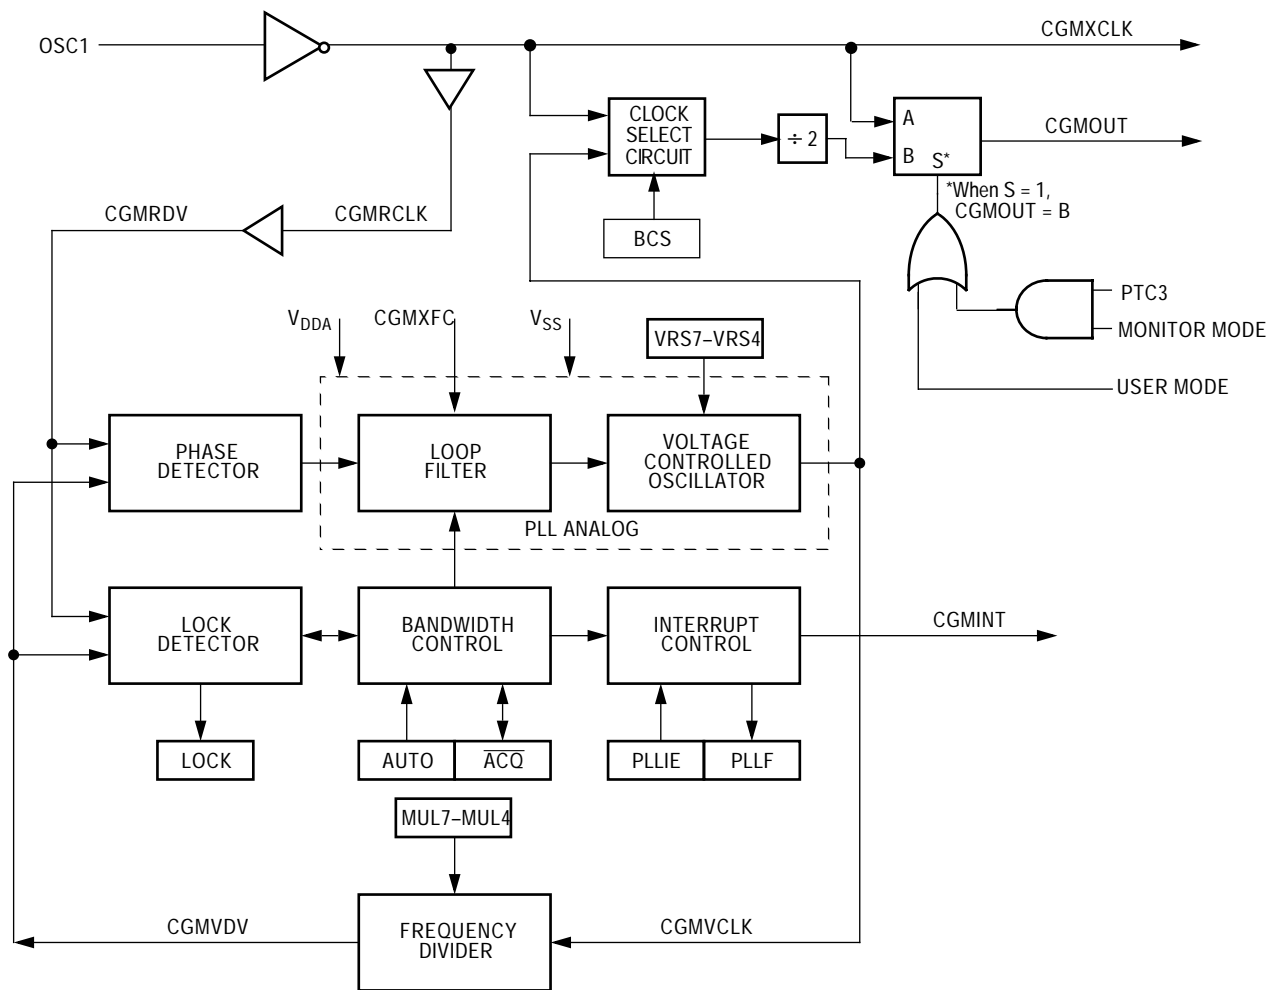 OSC1
CGMXCLK
CLOCK
SELECT
CIRCUIT
÷ 2
A
B
S*
CGMOUT
*When S = 1,
CGMOUT = B
CGMRDV
CGMRCLK
BCS
PTC3
MONITOR MODE
USER MODE
VDDA
CGMXFC
VSS
VRS7–VRS4
PHASE
DETECTOR
LOOP
FILTER
VOLTAGE
CONTROLLED
OSCILLATOR
PLL ANALOG
LOCK
DETECTOR
BANDWIDTH
CONTROL
INTERRUPT
CONTROL
CGMINT
LOCK
AUTO
ACQ
PLLIE
PLLF
MUL7–MUL4
CGMVDV
FREQUENCY
DIVIDER
CGMVCLK